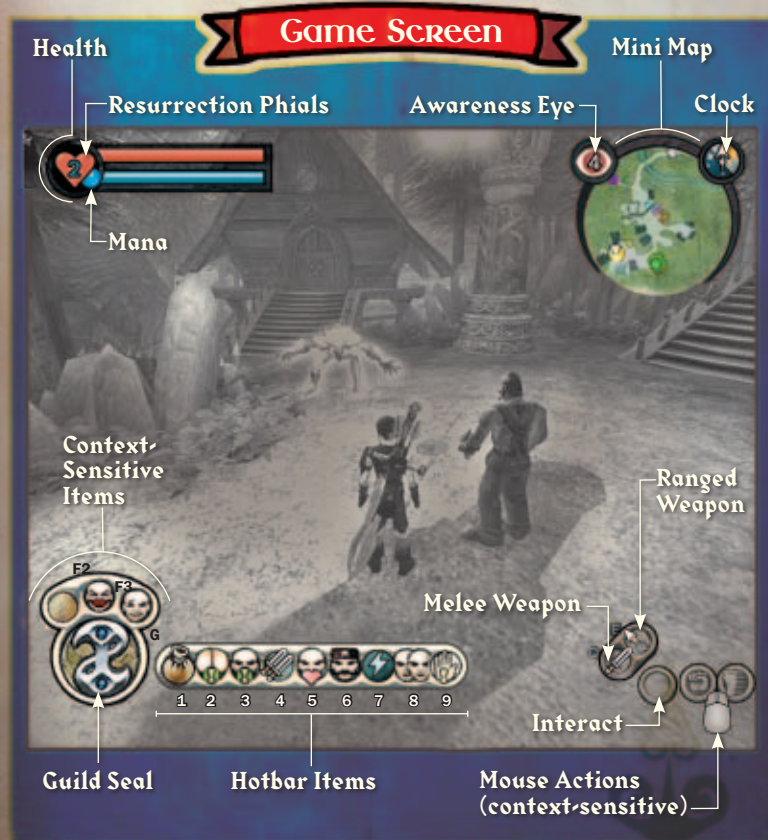 Game Screen
Health
Mini Map
Resurrection Phials
Awareness Eye
Clock
2
4
Mana
Context-
Sensitive
Items
Ranged
Weapon
F2
F3
Melee Weapon
G
1 2 3 4 5 6 7 8 9
Interact
Guild Seal
Hotbar Items
Mouse Actions
(context-sensitive)